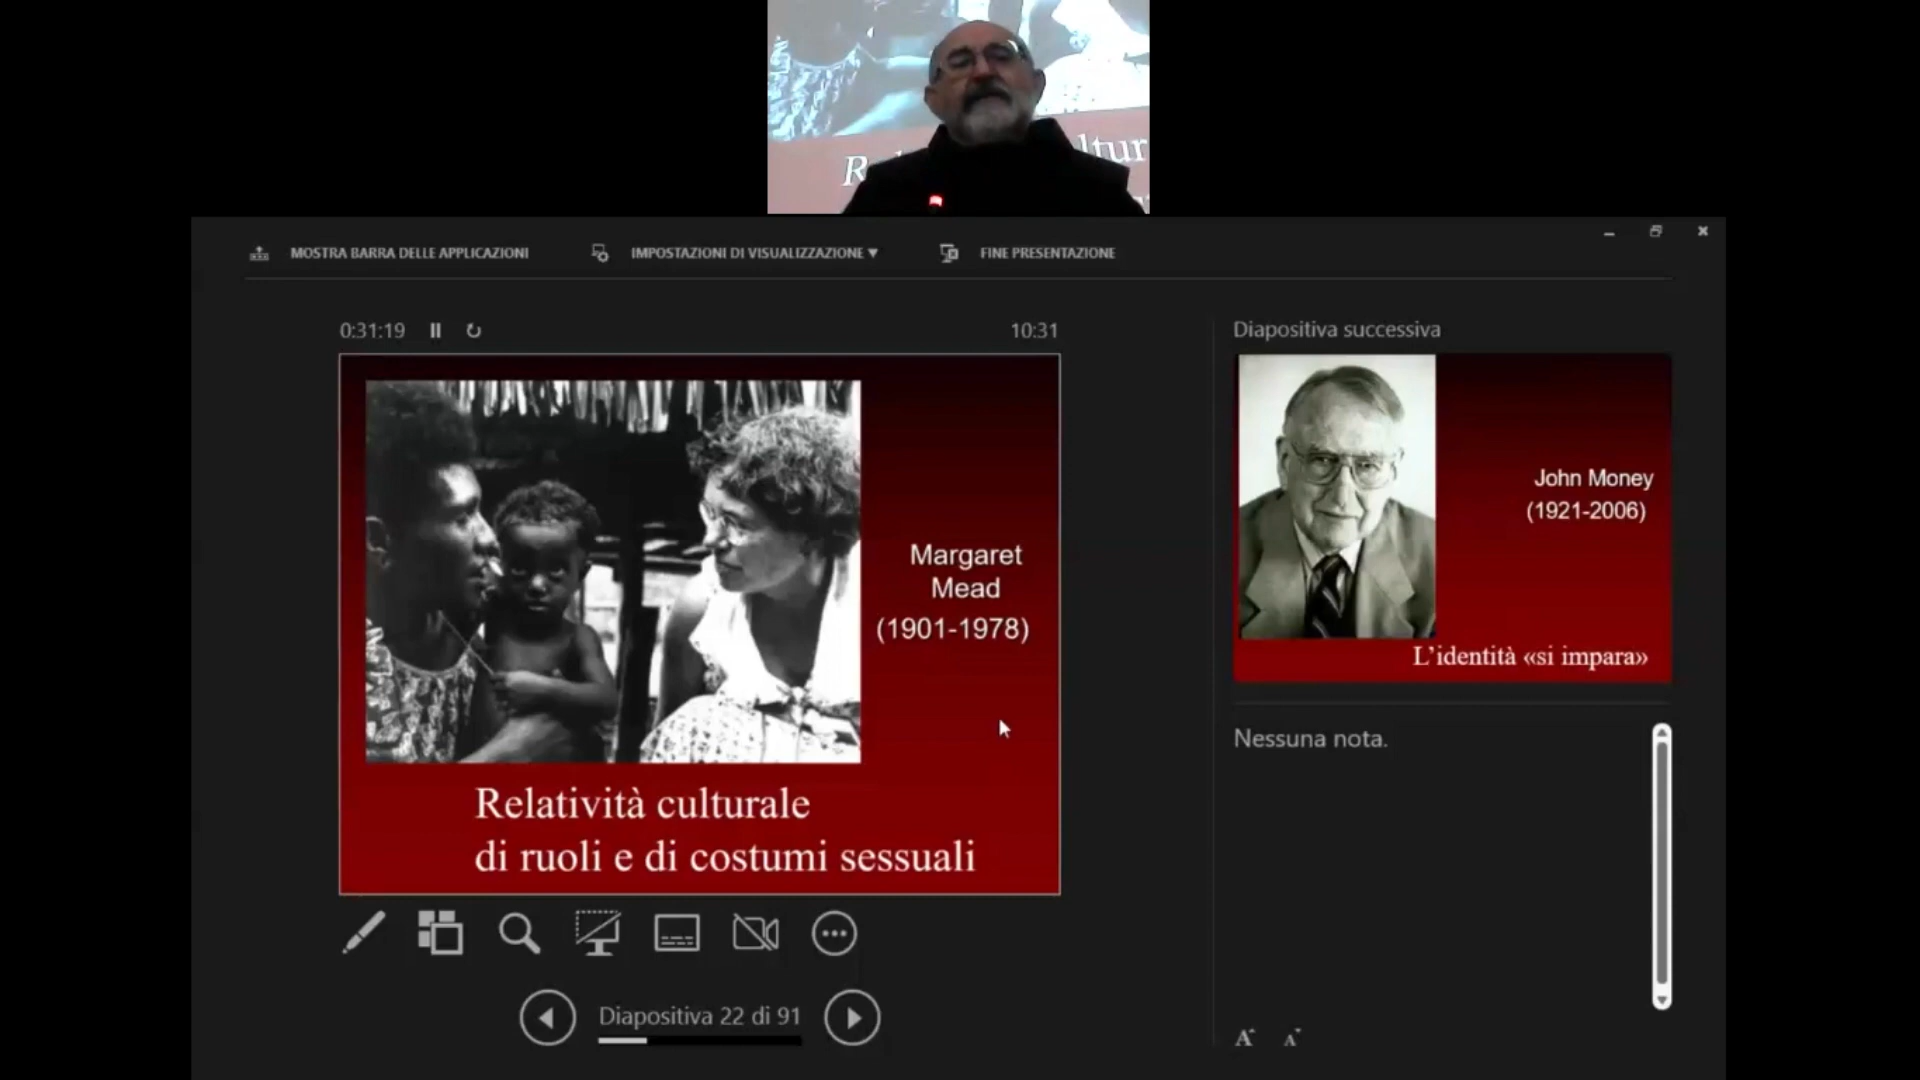 ltur
MOSTRA BARRA DELLE APPLICAZIONI
IMPOSTAZIONI DI VISUALIZZAZIONE ▼
FINE PRESENTAZIONE
0:31:19
10:31
Margaret
Mead
(1901-1978)
Relatività culturale
di ruoli e di costumi sessuali
Diapositiva 22 di 91
Diapositiva successiva
John Money
(1921-2006)
L'identità «si impara»
Nessuna nota.
A A